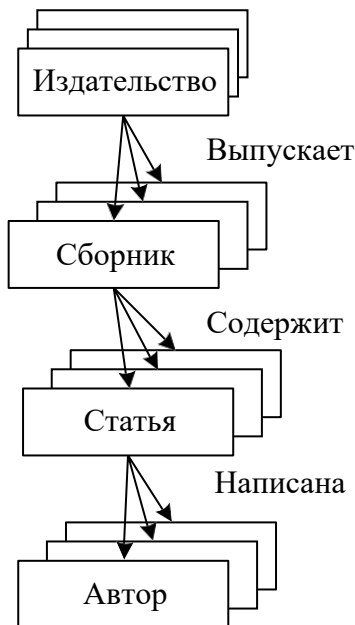 Издательство
Выпускает
Сборник
Содержит
Статья
Написана
Автор